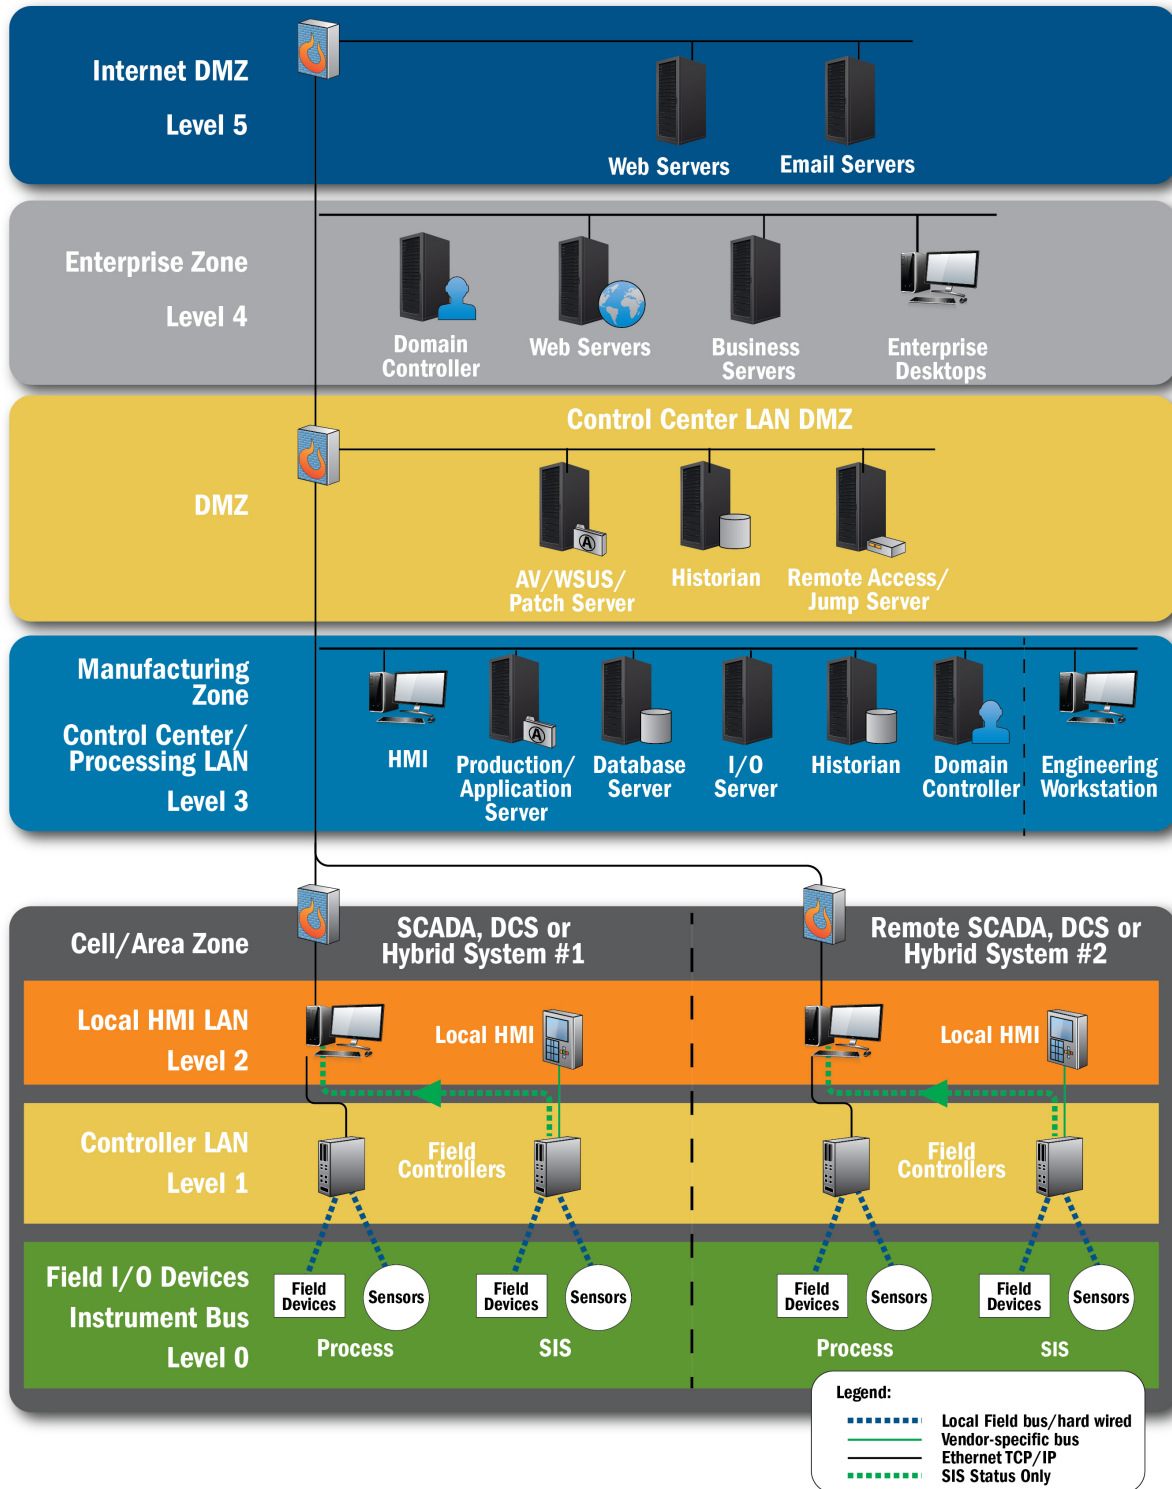 Internet DMZ
Level 5
Web Servers
Email Servers
Enterprise Zone
Level 4
Domain
Controller
Web Servers
Business
Servers
Enterprise
Desktops
Control Center LAN DMZ
DMZ
AV/WSUS/
Patch Server
Historian
Remote Access/
Jump Server
Manufacturing
Zone
Control Center/
Processing LAN
Level 3
HMI
Production/
Application
Server
Database
Server
I/O
Server
Historian
Domain
Controller
Engineering
Workstation
Cell/Area Zone
SCADA, DCS or
Hybrid System #1
Remote SCADA, DCS or
Hybrid System #2
Local HMI LAN
Level 2
Local HMI
Local HMI
Controller LAN
Level 1
Field
Controllers
Field
Controllers
Field I/O Devices
Instrument Bus
Level 0
Field
Devices
Sensors
Process
Field
Devices
Sensors
SIS
Field
Devices
Sensors
Process
Field
Devices
Sensors
SIS
Legend:
Local Field bus/hard wired
Vendor-specific bus
Ethernet TCP/IP
SIS Status Only
A
A